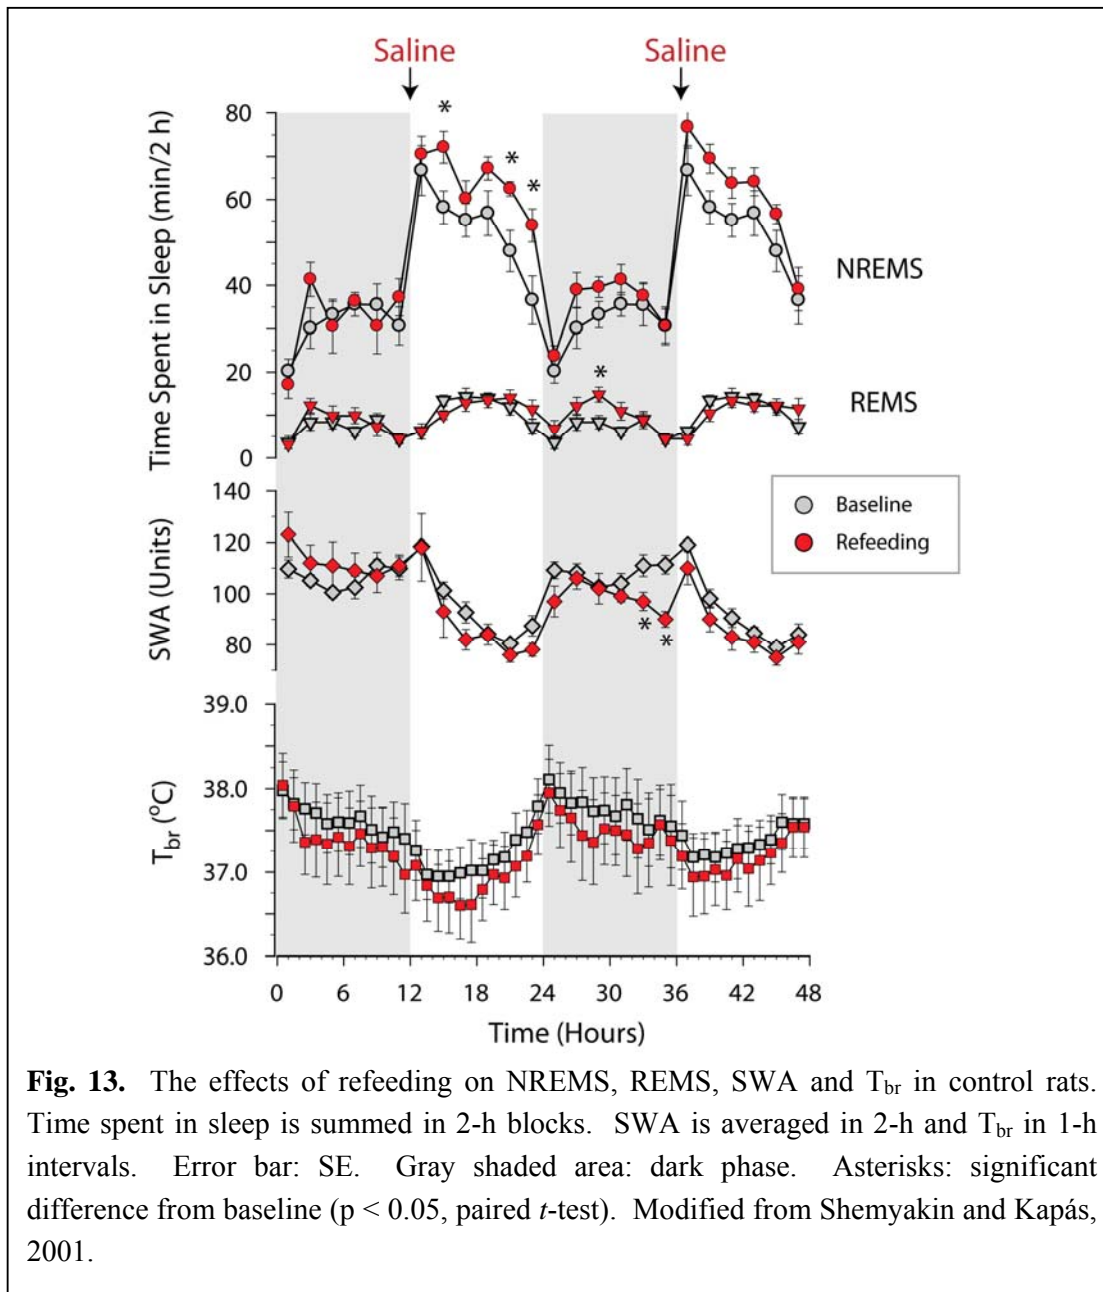 Saline
Saline
80
60
40
20
0
Time Spent in Sleep (min/2 h)
*
*
*
*
NREMS
REMS
140
120
100
80
SWA (Units)
*
*
Baseline
Refeeding
39.0
38.0
37.0
36.0
Tbr (°C)
0 6 12 18 24 30 36 42 48
Time (Hours)
Fig. 13. The effects of refeeding on NREMS, REMS, SWA and Tbr in control rats.
Time spent in sleep is summed in 2-h blocks. SWA is averaged in 2-h and Tbr in 1-h
intervals. Error bar: SE. Gray shaded area: dark phase. Asterisks: significant
difference from baseline (p < 0.05, paired t-test). Modified from Shemyakin and Kapás,
2001.